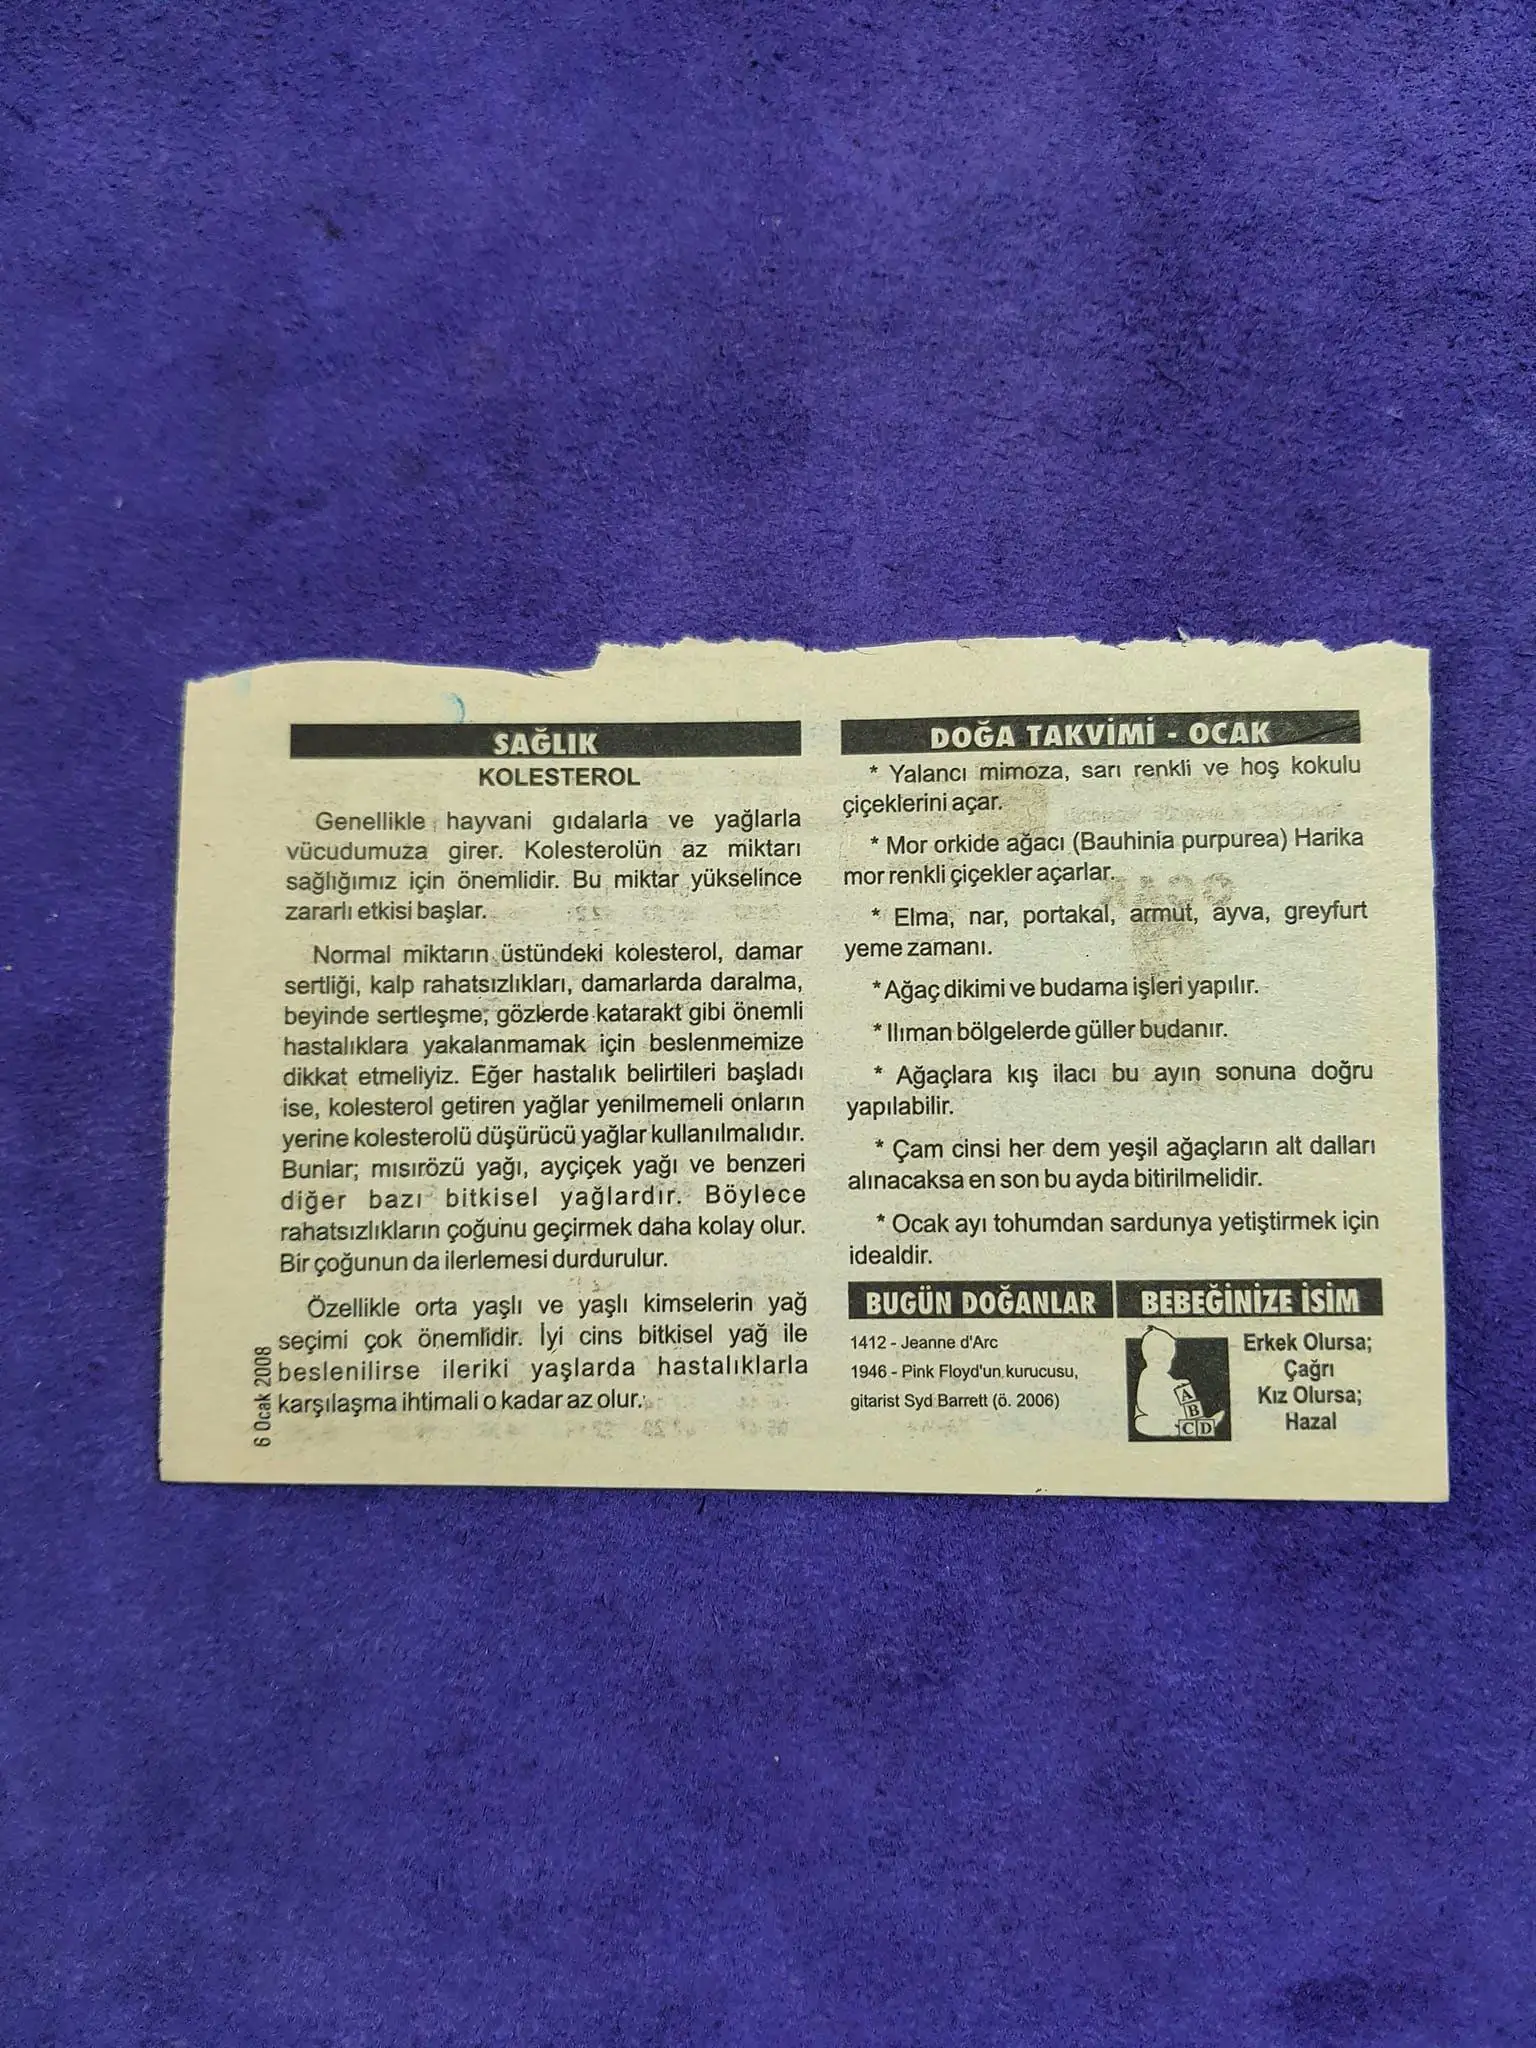 SAĞLIK
KOLESTEROL
Genellikle hayvani gıdalarla ve yağlarla
vücudumuza girer. Kolesterolün az miktarı
sağlığımız için önemlidir. Bu miktar yükselince
zararlı etkisi başlar.
Normal miktarın üstündeki kolesterol, damar
sertliği, kalp rahatsızlıkları, damarlarda daralma,
beyinde sertleşme; gözlerde katarakt gibi önemli
hastalıklara yakalanmamak için beslenmemize
dikkat etmeliyiz. Eğer hastalık belirtileri başladı
ise, kolesterol getiren yağlar yenilmemeli onların
yerine kolesterolü düşürücü yağlar kullanılmalıdır.
Bunlar; mısırözü yağı, ayçiçek yağı ve benzeri
diğer bazı bitkisel yağlardır. Böylece
rahatsızlıkların çoğunu geçirmek daha kolay olur.
Bir çoğunun da ilerlemesi durdurulur.
Özellikle orta yaşlı ve yaşlı kimselerin yağ
seçimi çok önemlidir. İyi cins bitkisel yağ ile
beslenilirse ileriki yaşlarda hastalıklarla
karşılaşma ihtimali o kadar az olur.
6 Ocak 2008
DOĞA TAKVİMİ - OCAK
* Yalancı mimoza, sarı renkli ve hoş kokulu
çiçeklerini açar.
* Mor orkide ağacı (Bauhinia purpurea) Harika
mor renkli çiçekler açarlar.
* Elma, nar, portakal, armut, ayva, greyfurt
yeme zamanı.
* Ağaç dikimi ve budama işleri yapılır.
* Ilıman bölgelerde güller budanır.
* Ağaçlara kış ilacı bu ayın sonuna doğru
yapılabilir.
* Çam cinsi her dem yeşil ağaçların alt dalları
alınacaksa en son bu ayda bitirilmelidir.
* Ocak ayı tohumdan sardunya yetiştirmek için
idealdir.
BUGÜN DOĞANLAR
1412 - Jeanne d'Arc
1946 - Pink Floyd'un kurucusu,
gitarist Syd Barrett (ö. 2006)
BEBEĞİNİZE İSİM
Erkek Olursa;
Çağrı
Kız Olursa;
Hazal
A
B
C D